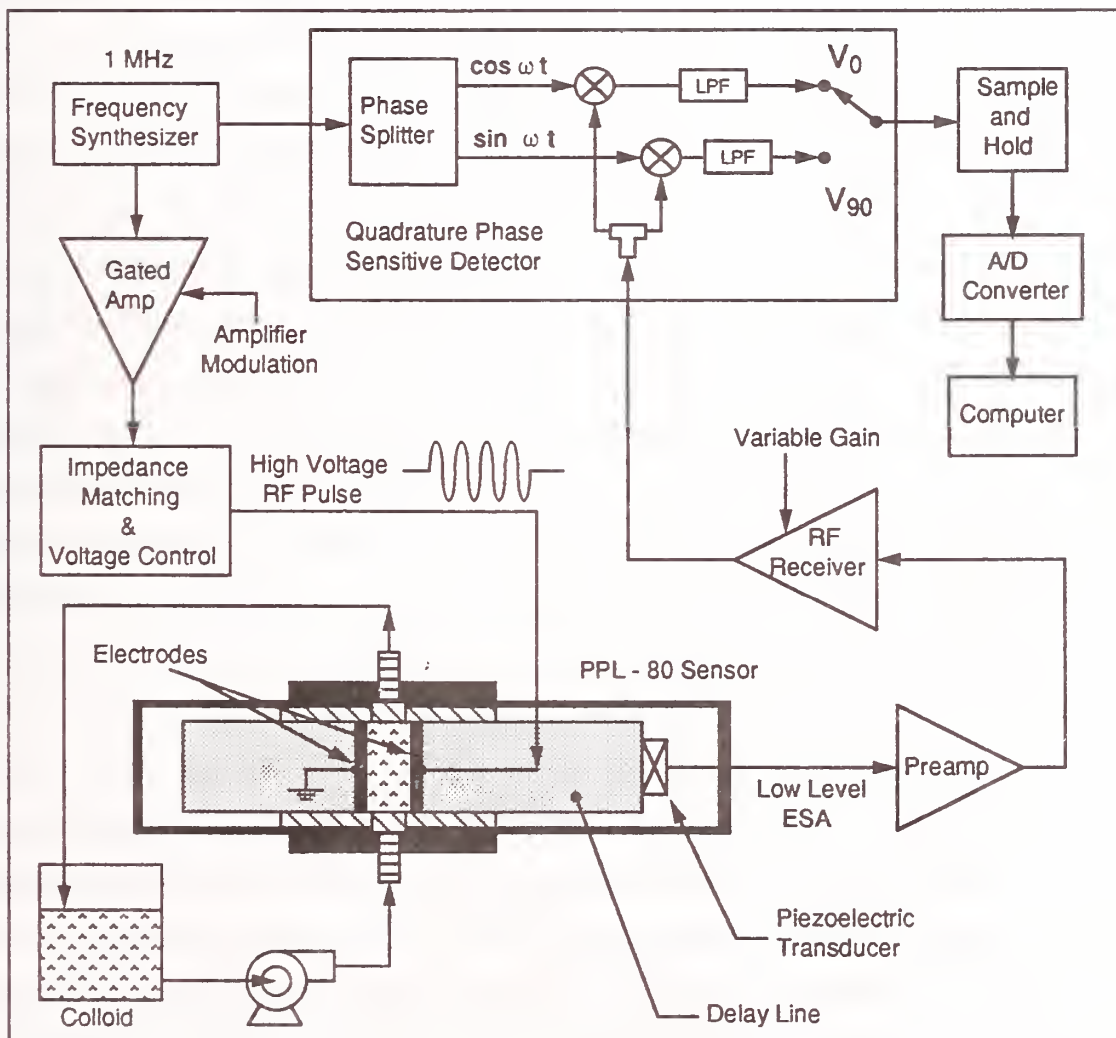 1 MHz
Frequency
Synthesizer
Phase
Splitter
cos ω t
sin ω t
LPF
LPF
V0
V90
Quadrature Phase
Sensitive Detector
Sample
and
Hold
A/D
Converter
Computer
Gated
Amp
Amplifier
Modulation
Impedance
Matching
&
Voltage Control
High Voltage
RF Pulse
Variable Gain
RF
Receiver
Electrodes
PPL - 80 Sensor
Preamp
Low Level
ESA
Piezoelectric
Transducer
Delay Line
Colloid